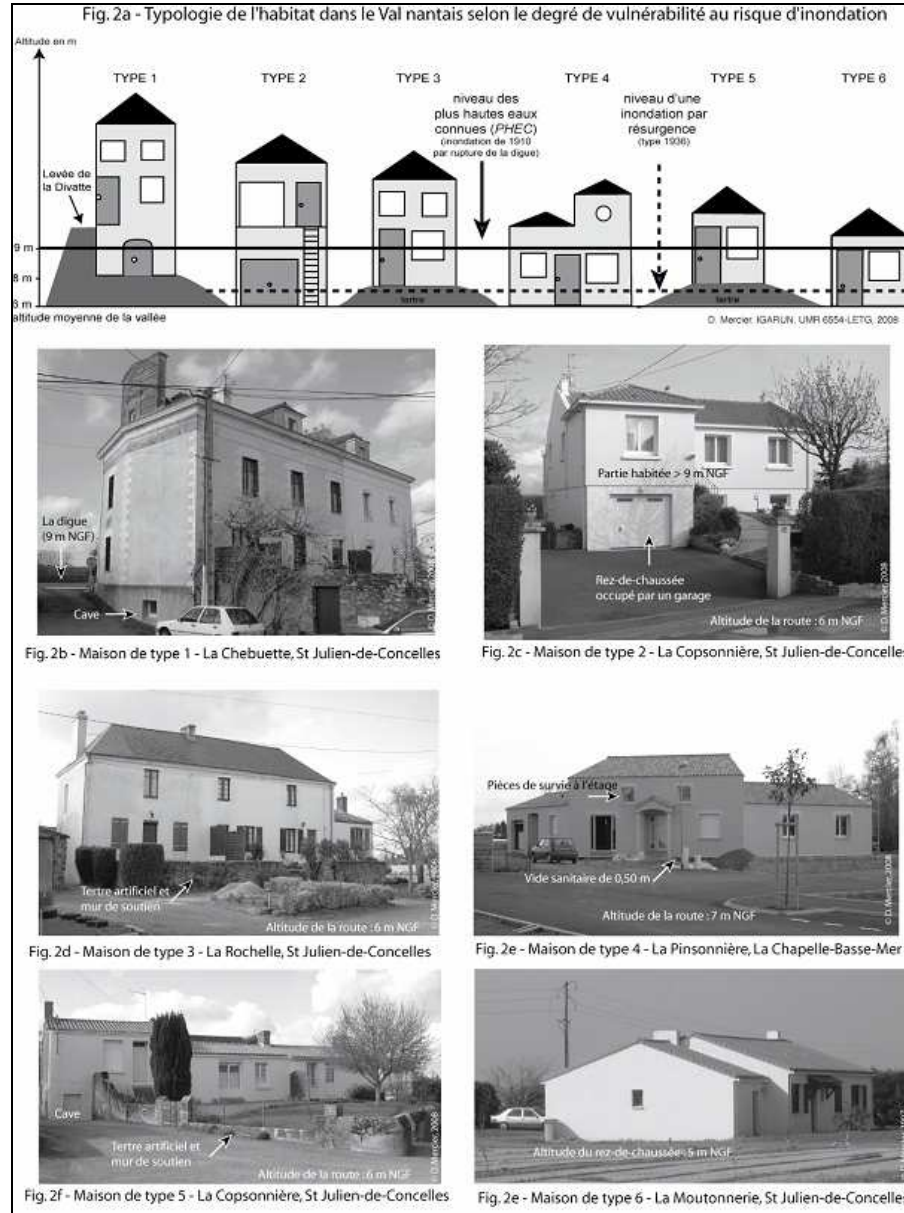 Fig. 2a - Typologie de l'habitat dans le Val nantais selon le degré de vulnérabilité au risque d'inondation
Altitude en m
TYPE 1
TYPE 2
TYPE 3
TYPE 4
TYPE 5
TYPE 6
niveau des
plus hautes eaux
connues (PHEC)
(inondation de 1910
par rupture de la digue)
niveau d'une
inondation par
résurgence
(type 1936)
Levée de
la Divatte
9 m
8 m
6 m
tertre
tertre
altitude moyenne de la vallée
D. Mercier, IGARUN, UMR 6554-LETG, 2008
La digue
(9 m NGF)
Cave
Fig. 2b - Maison de type 1 - La Chebuette, St Julien-de-Concelles
Partie habitée > 9 m NGF
Rez-de-chaussée
occupé par un garage
Altitude de la route : 6 m NGF
© D. Mercier, 2008
Fig. 2c - Maison de type 2 - La Copsonnière, St Julien-de-Concelles
Tertre artificiel et
mur de soutien
Altitude de la route : 6 m NGF
Fig. 2d - Maison de type 3 - La Rochelle, St Julien-de-Concelles
Pièces de survie à l'étage
Vide sanitaire de 0,50 m
Altitude de la route : 7 m NGF
© D. Mercier, 2008
Fig. 2e - Maison de type 4 - La Pinsonnière, La Chapelle-Basse-Mer
Cave
Tertre artificiel et
mur de soutien
Altitude de la route : 6 m NGF
© D. Mercier, 2008
Fig. 2f - Maison de type 5 - La Copsonnière, St Julien-de-Concelles
Altitude du rez-de-chaussée : 5 m NGF
Fig. 2e - Maison de type 6 - La Moutonnerie, St Julien-de-Concelles